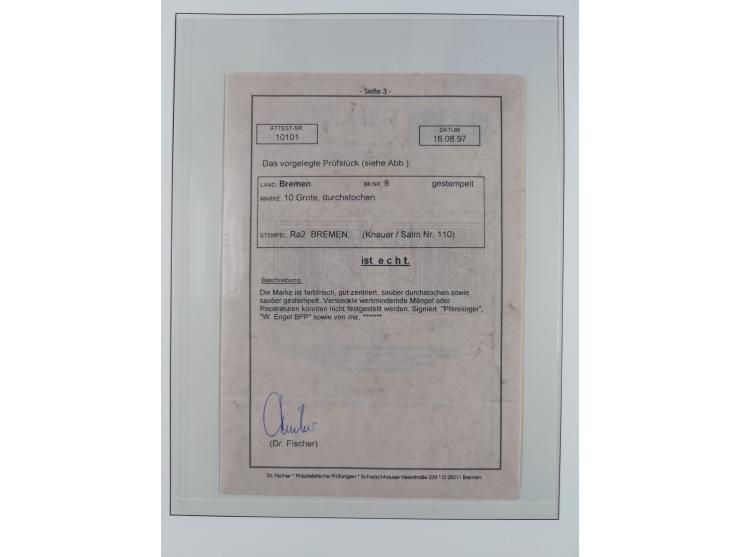 - Seite 3 -
ATTEST-NR.
10101
DATUM
18.08.97
Das vorgelegte Prüfstück (siehe Abb.):
LAND: Bremen MI.NR. 8 gestempelt
MARKE: 10 Grote, durchstochen
STEMPEL: Ra2 BREMEN (Knauer / Salm Nr. 110)
ist echt.
Beschreibung:
Die Marke ist farbfrisch, gut zentriert, sauber durchstochen sowie
sauber gestempelt. Versteckte wertmindernde Mängel oder
Reparaturen konnten nicht festgestellt werden. Signiert "Pfenninger",
"W. Engel BPP" sowie von mir. *******
(Dr. Fischer)
Dr. Fischer * Philatelistische Prüfungen * Schwachhauser Heerstraße 239 * D 28211 Bremen